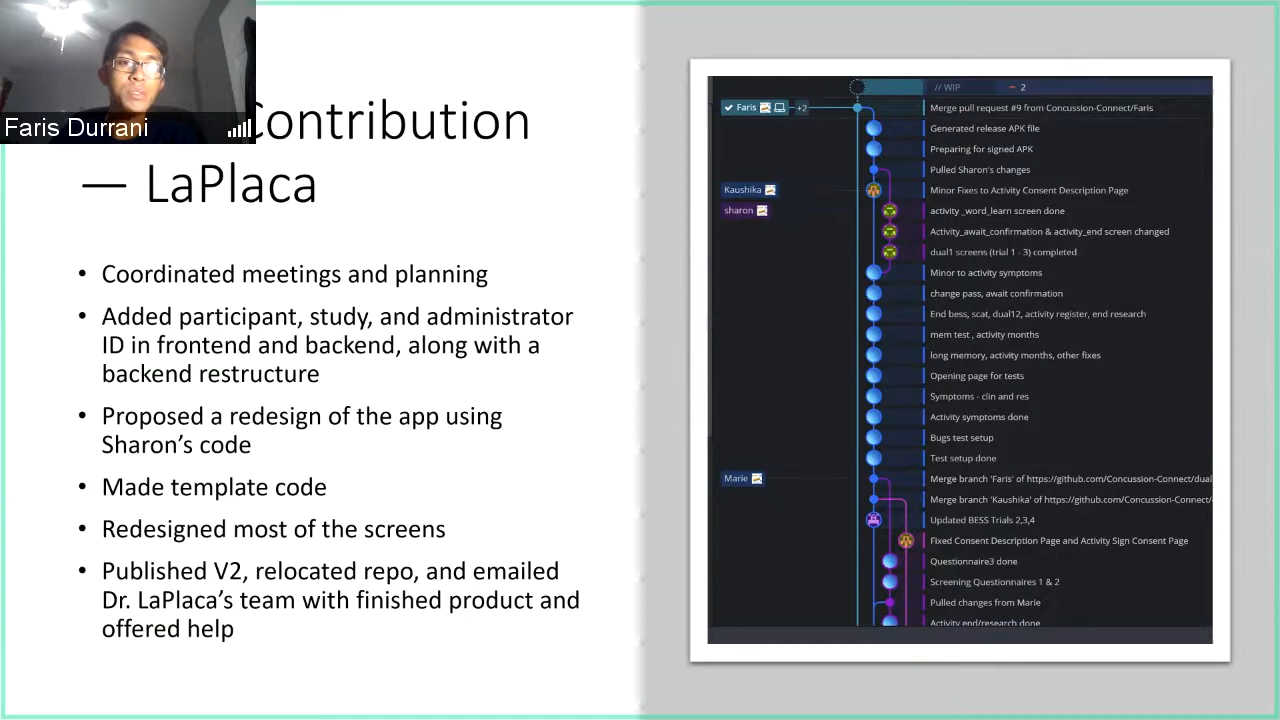 Faris Durrani
Contribution
— LaPlaca
• Coordinated meetings and planning
• Added participant, study, and administrator
ID in frontend and backend, along with a
backend restructure
• Proposed a redesign of the app using
Sharon's code
• Made template code
• Redesigned most of the screens
• Published V2, relocated repo, and emailed
Dr. LaPlaca's team with finished product and
offered help
// WIP
2
Faris
+2
Merge pull request #9 from Concussion-Connect/Faris
Generated release APK file
Preparing for signed APK
Pulled Sharon's changes
Kaushika
Minor Fixes to Activity Consent Description Page
sharon
activity _word_learn screen done
Activity_await_confirmation & activity_end screen changed
dual1 screens (trial 1 - 3) completed
Minor to activity symptoms
change pass, await confirmation
End bess, scat, dual12, activity register, end research
mem test , activity months
long memory, activity months, other fixes
Opening page for tests
Symptoms - clin and res
Activity symptoms done
Bugs test setup
Test setup done
Marie
Merge branch 'Faris' of https://github.com/Concussion-Connect/dual
Merge branch 'Kaushika' of https://github.com/Concussion-Connect/
Updated BESS Trials 2,3,4
Fixed Consent Description Page and Activity Sign Consent Page
Questionnaire3 done
Screening Questionnaires 1 & 2
Pulled changes from Marie
Activity end/research done